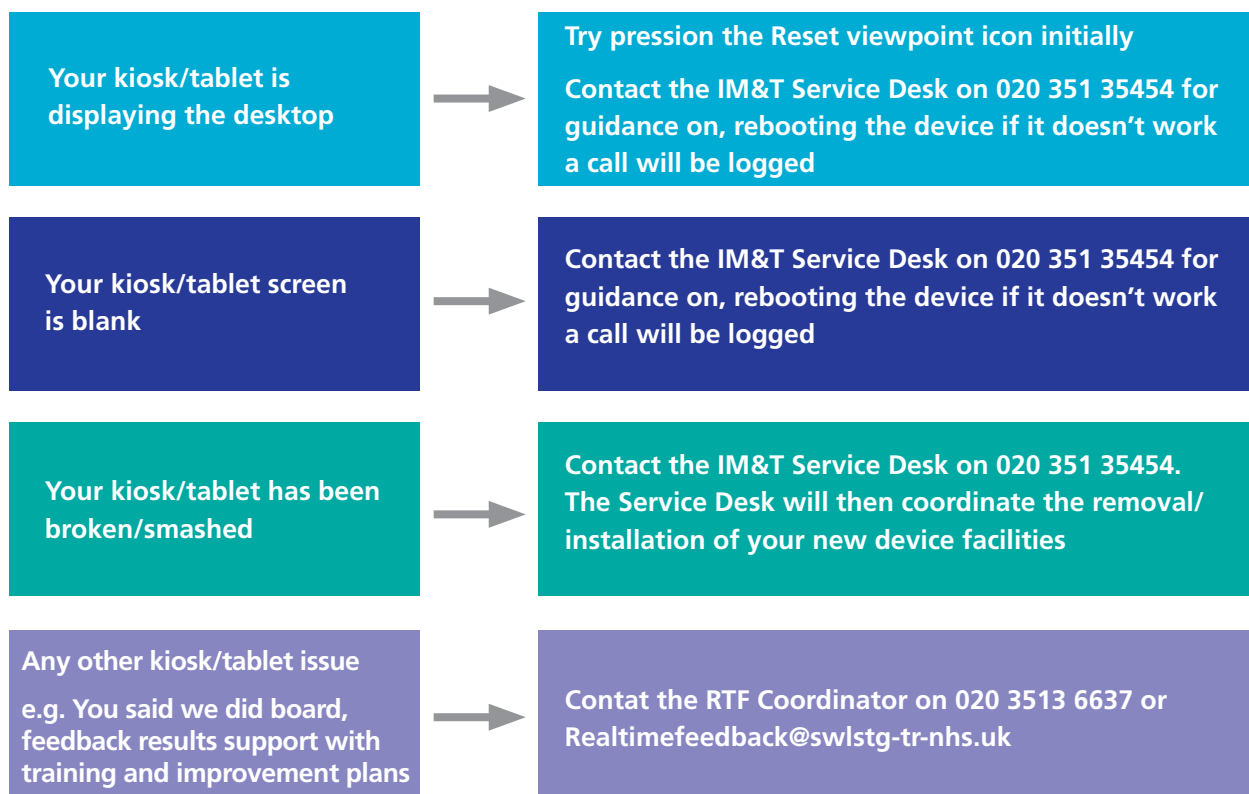 Your kiosk/tablet is
displaying the desktop
Try pression the Reset viewpoint icon initially
Contact the IM&T Service Desk on 020 351 35454 for
guidance on, rebooting the device if it doesn’t work
a call will be logged
Your kiosk/tablet screen
is blank
Contact the IM&T Service Desk on 020 351 35454 for
guidance on, rebooting the device if it doesn’t work
a call will be logged
Your kiosk/tablet has been
broken/smashed
Contact the IM&T Service Desk on 020 351 35454.
The Service Desk will then coordinate the removal/
installation of your new device facilities
Any other kiosk/tablet issue
e.g. You said we did board,
feedback results support with
training and improvement plans
Contat the RTF Coordinator on 020 3513 6637 or
Realtimefeedback@swlstg-tr-nhs.uk